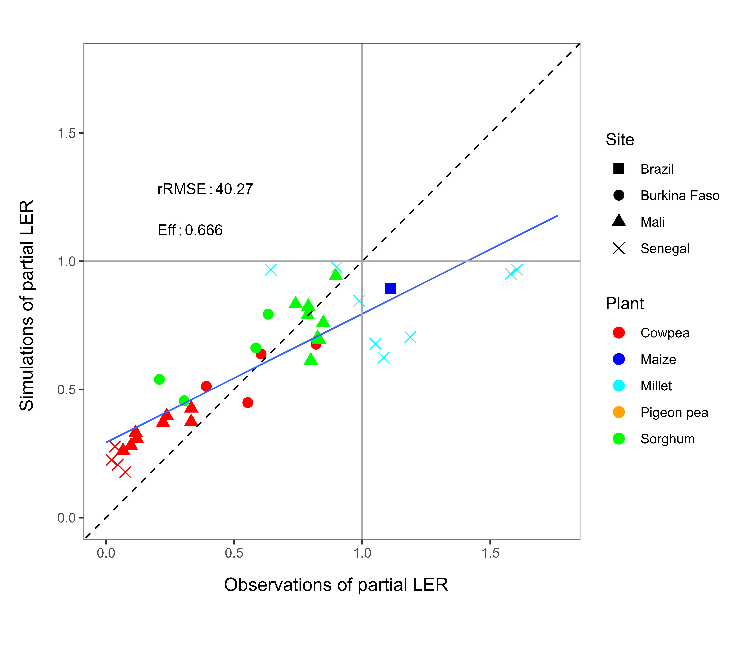 rRMSE : 40.27
Eff : 0.666
1.5
1.0
0.5
0.0
0.0 0.5 1.0 1.5
Simulations of partial LER
Observations of partial LER
Site
Brazil
Burkina Faso
Mali
Senegal
Plant
Cowpea
Maize
Millet
Pigeon pea
Sorghum